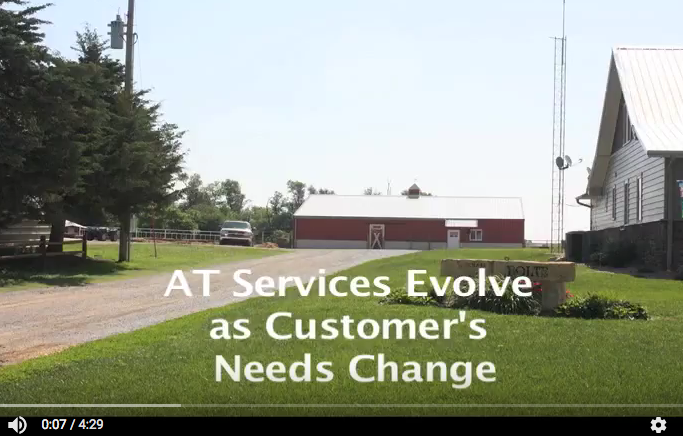 AT Services Evolve
as Customer's
Needs Change
0:07 / 4:29